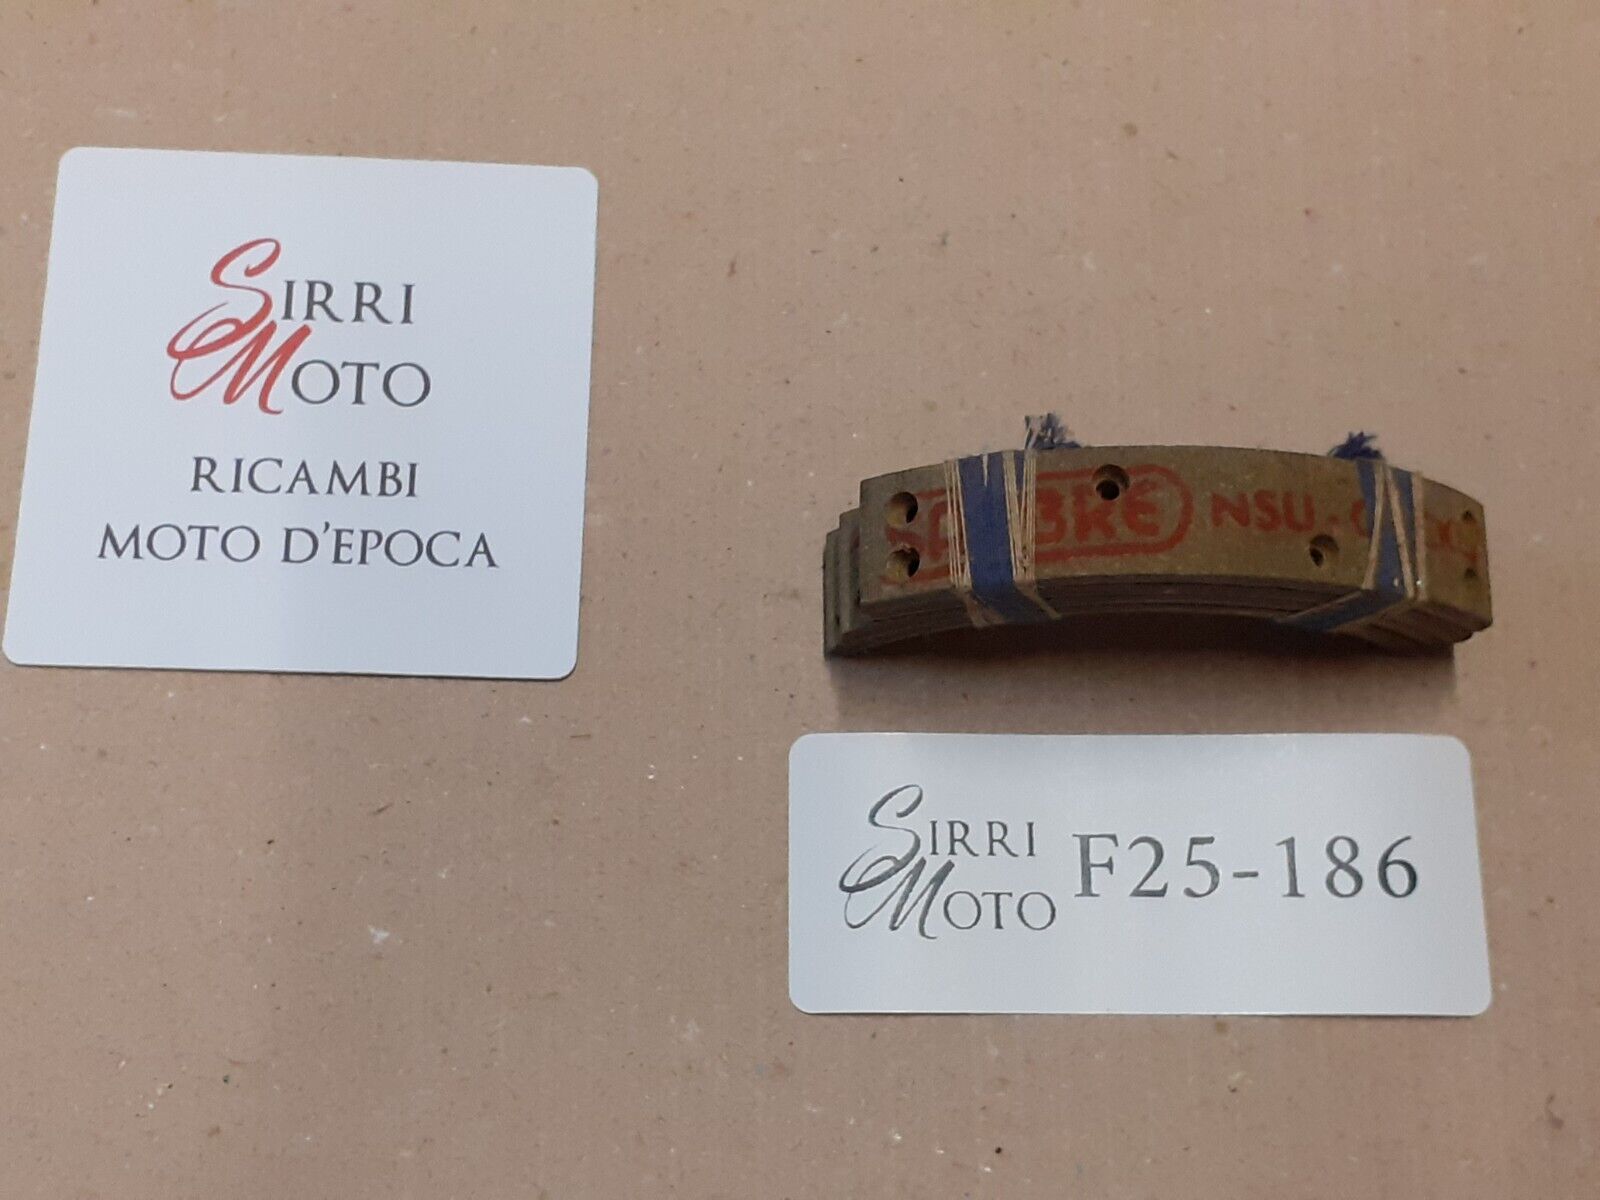 SIRRI
MOTO
RICAMBI
MOTO D'EPOCA
NSU
SIRRI
MOTO
F25-186